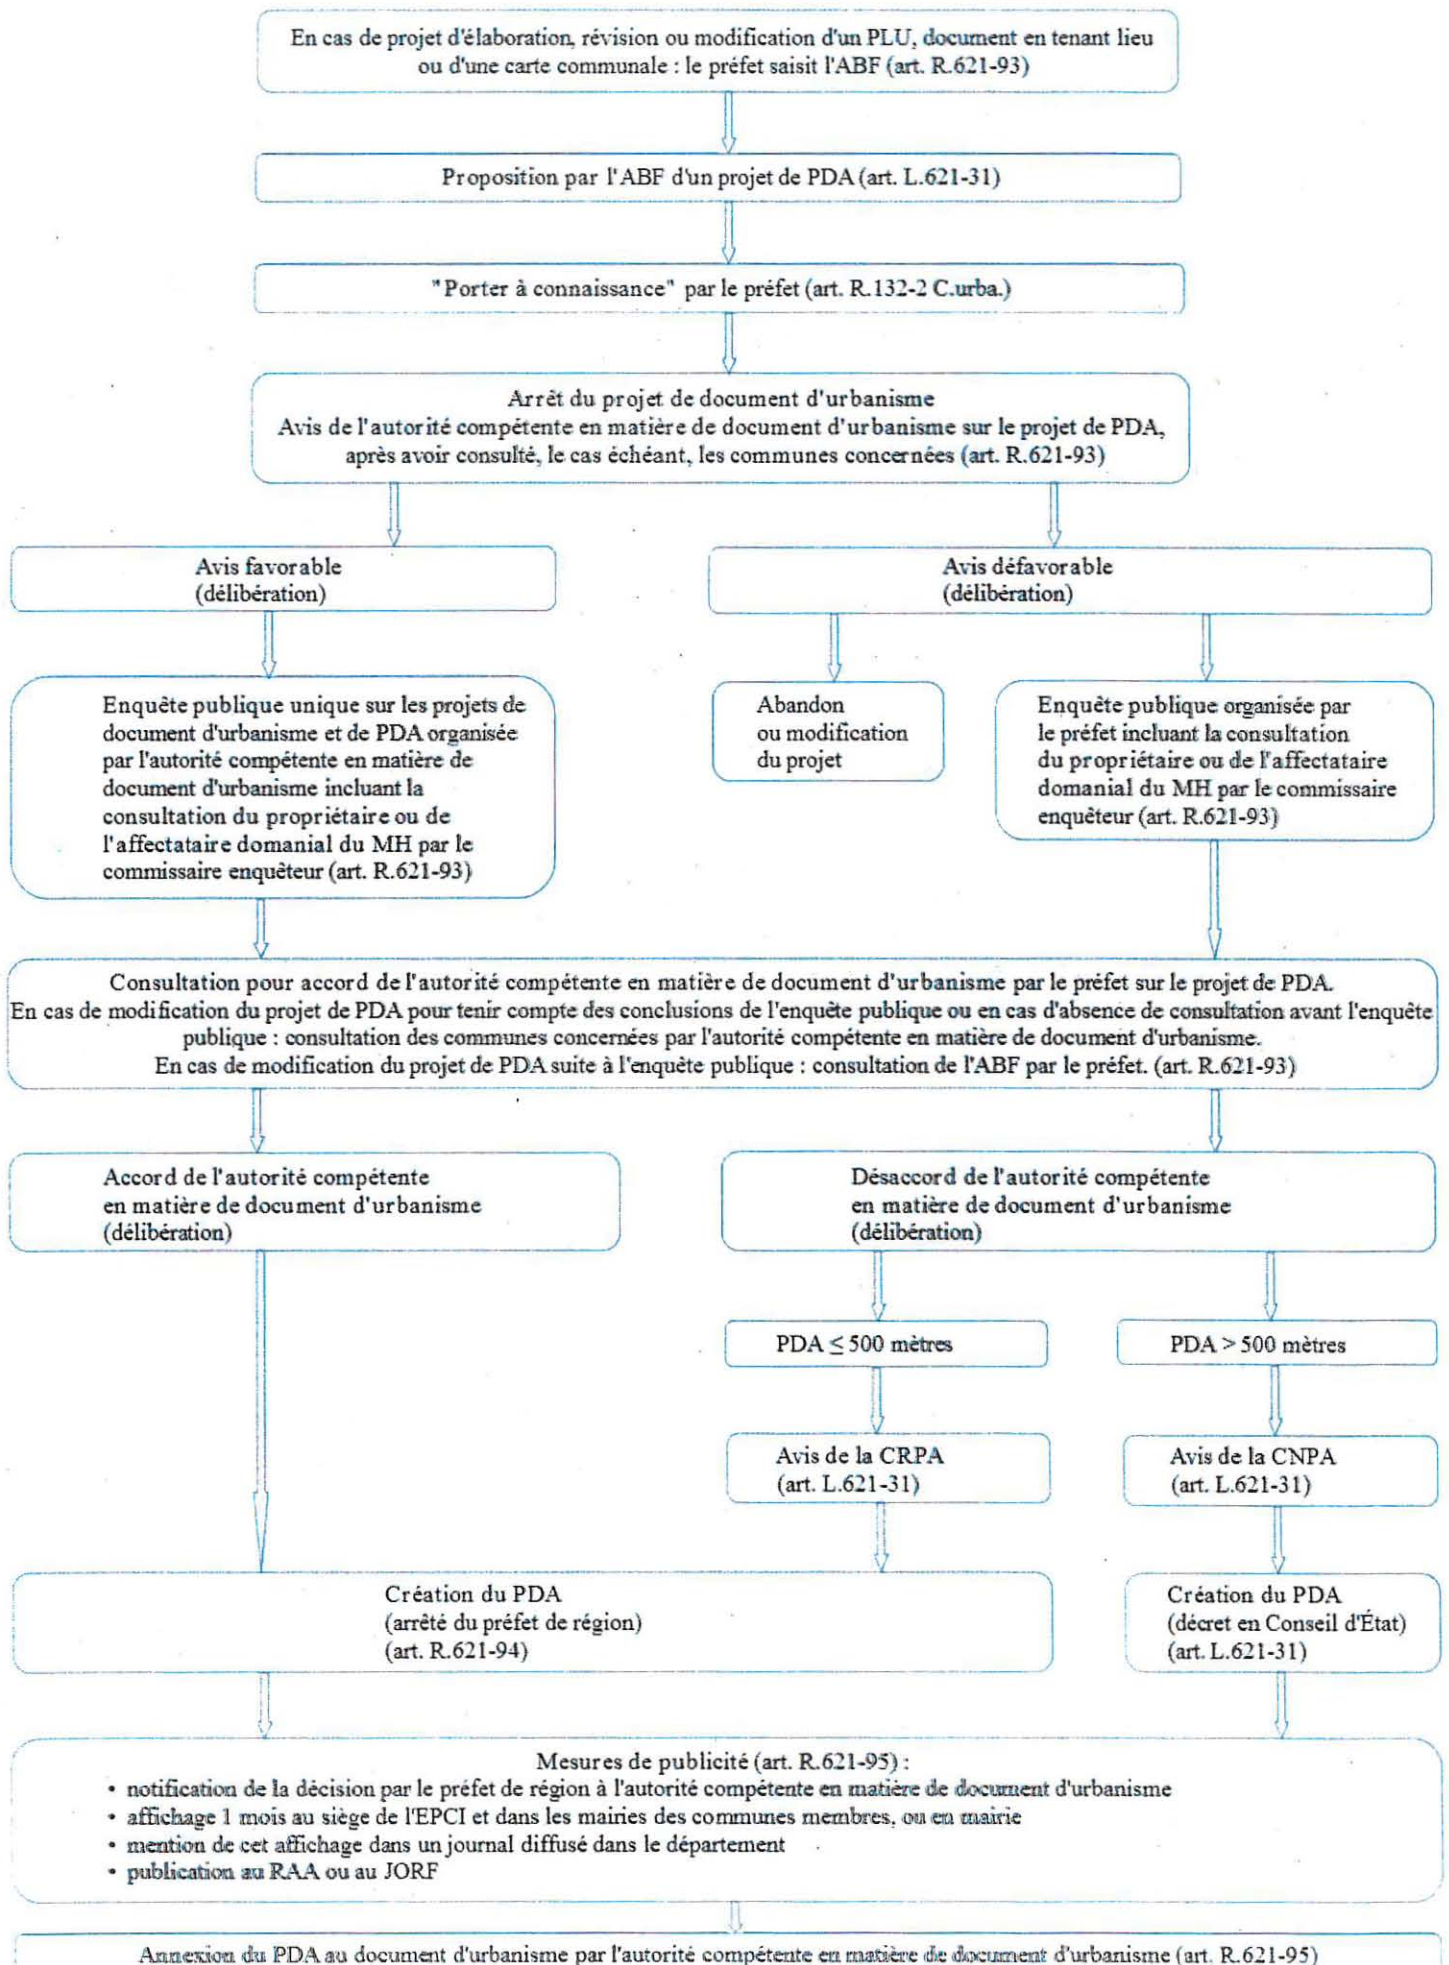 En cas de projet d'élaboration, révision ou modification d'un PLU, document en tenant lieu
ou d'une carte communale : le préfet saisit l'ABF (art. R.621-93)
Proposition par l'ABF d'un projet de PDA (art. L.621-31)
"Porter à connaissance" par le préfet (art. R.132-2 C.urba.)
Arrêt du projet de document d'urbanisme
Avis de l'autorité compétente en matière de document d'urbanisme sur le projet de PDA,
après avoir consulté, le cas échéant, les communes concernées (art. R.621-93)
Avis favorable
(délibération)
Avis défavorable
(délibération)
Enquête publique unique sur les projets de
document d'urbanisme et de PDA organisée
par l'autorité compétente en matière de
document d'urbanisme incluant la
consultation du propriétaire ou de
l'affectataire domanial du MH par le
commissaire enquêteur (art. R.621-93)
Abandon
ou modification
du projet
Enquête publique organisée par
le préfet incluant la consultation
du propriétaire ou de l'affectataire
domanial du MH par le commissaire
enquêteur (art. R.621-93)
Consultation pour accord de l'autorité compétente en matière de document d'urbanisme par le préfet sur le projet de PDA.
En cas de modification du projet de PDA pour tenir compte des conclusions de l'enquête publique ou en cas d'absence de consultation avant l'enquête
publique : consultation des communes concernées par l'autorité compétente en matière de document d'urbanisme.
En cas de modification du projet de PDA suite à l'enquête publique : consultation de l'ABF par le préfet. (art. R.621-93)
Accord de l'autorité compétente
en matière de document d'urbanisme
(délibération)
Désaccord de l'autorité compétente
en matière de document d'urbanisme
(délibération)
PDA ≤ 500 mètres
PDA > 500 mètres
Avis de la CRPA
(art. L.621-31)
Avis de la CNPA
(art. L.621-31)
Création du PDA
(arrêté du préfet de région)
(art. R.621-94)
Création du PDA
(décret en Conseil d'État)
(art. L.621-31)
Mesures de publicité (art. R.621-95) :
• notification de la décision par le préfet de région à l'autorité compétente en matière de document d'urbanisme
• affichage 1 mois au siège de l'EPCI et dans les mairies des communes membres, ou en mairie
• mention de cet affichage dans un journal diffusé dans le département
• publication au RAA ou au JORF
Annexion du PDA au document d'urbanisme par l'autorité compétente en matière de document d'urbanisme (art. R.621-95)